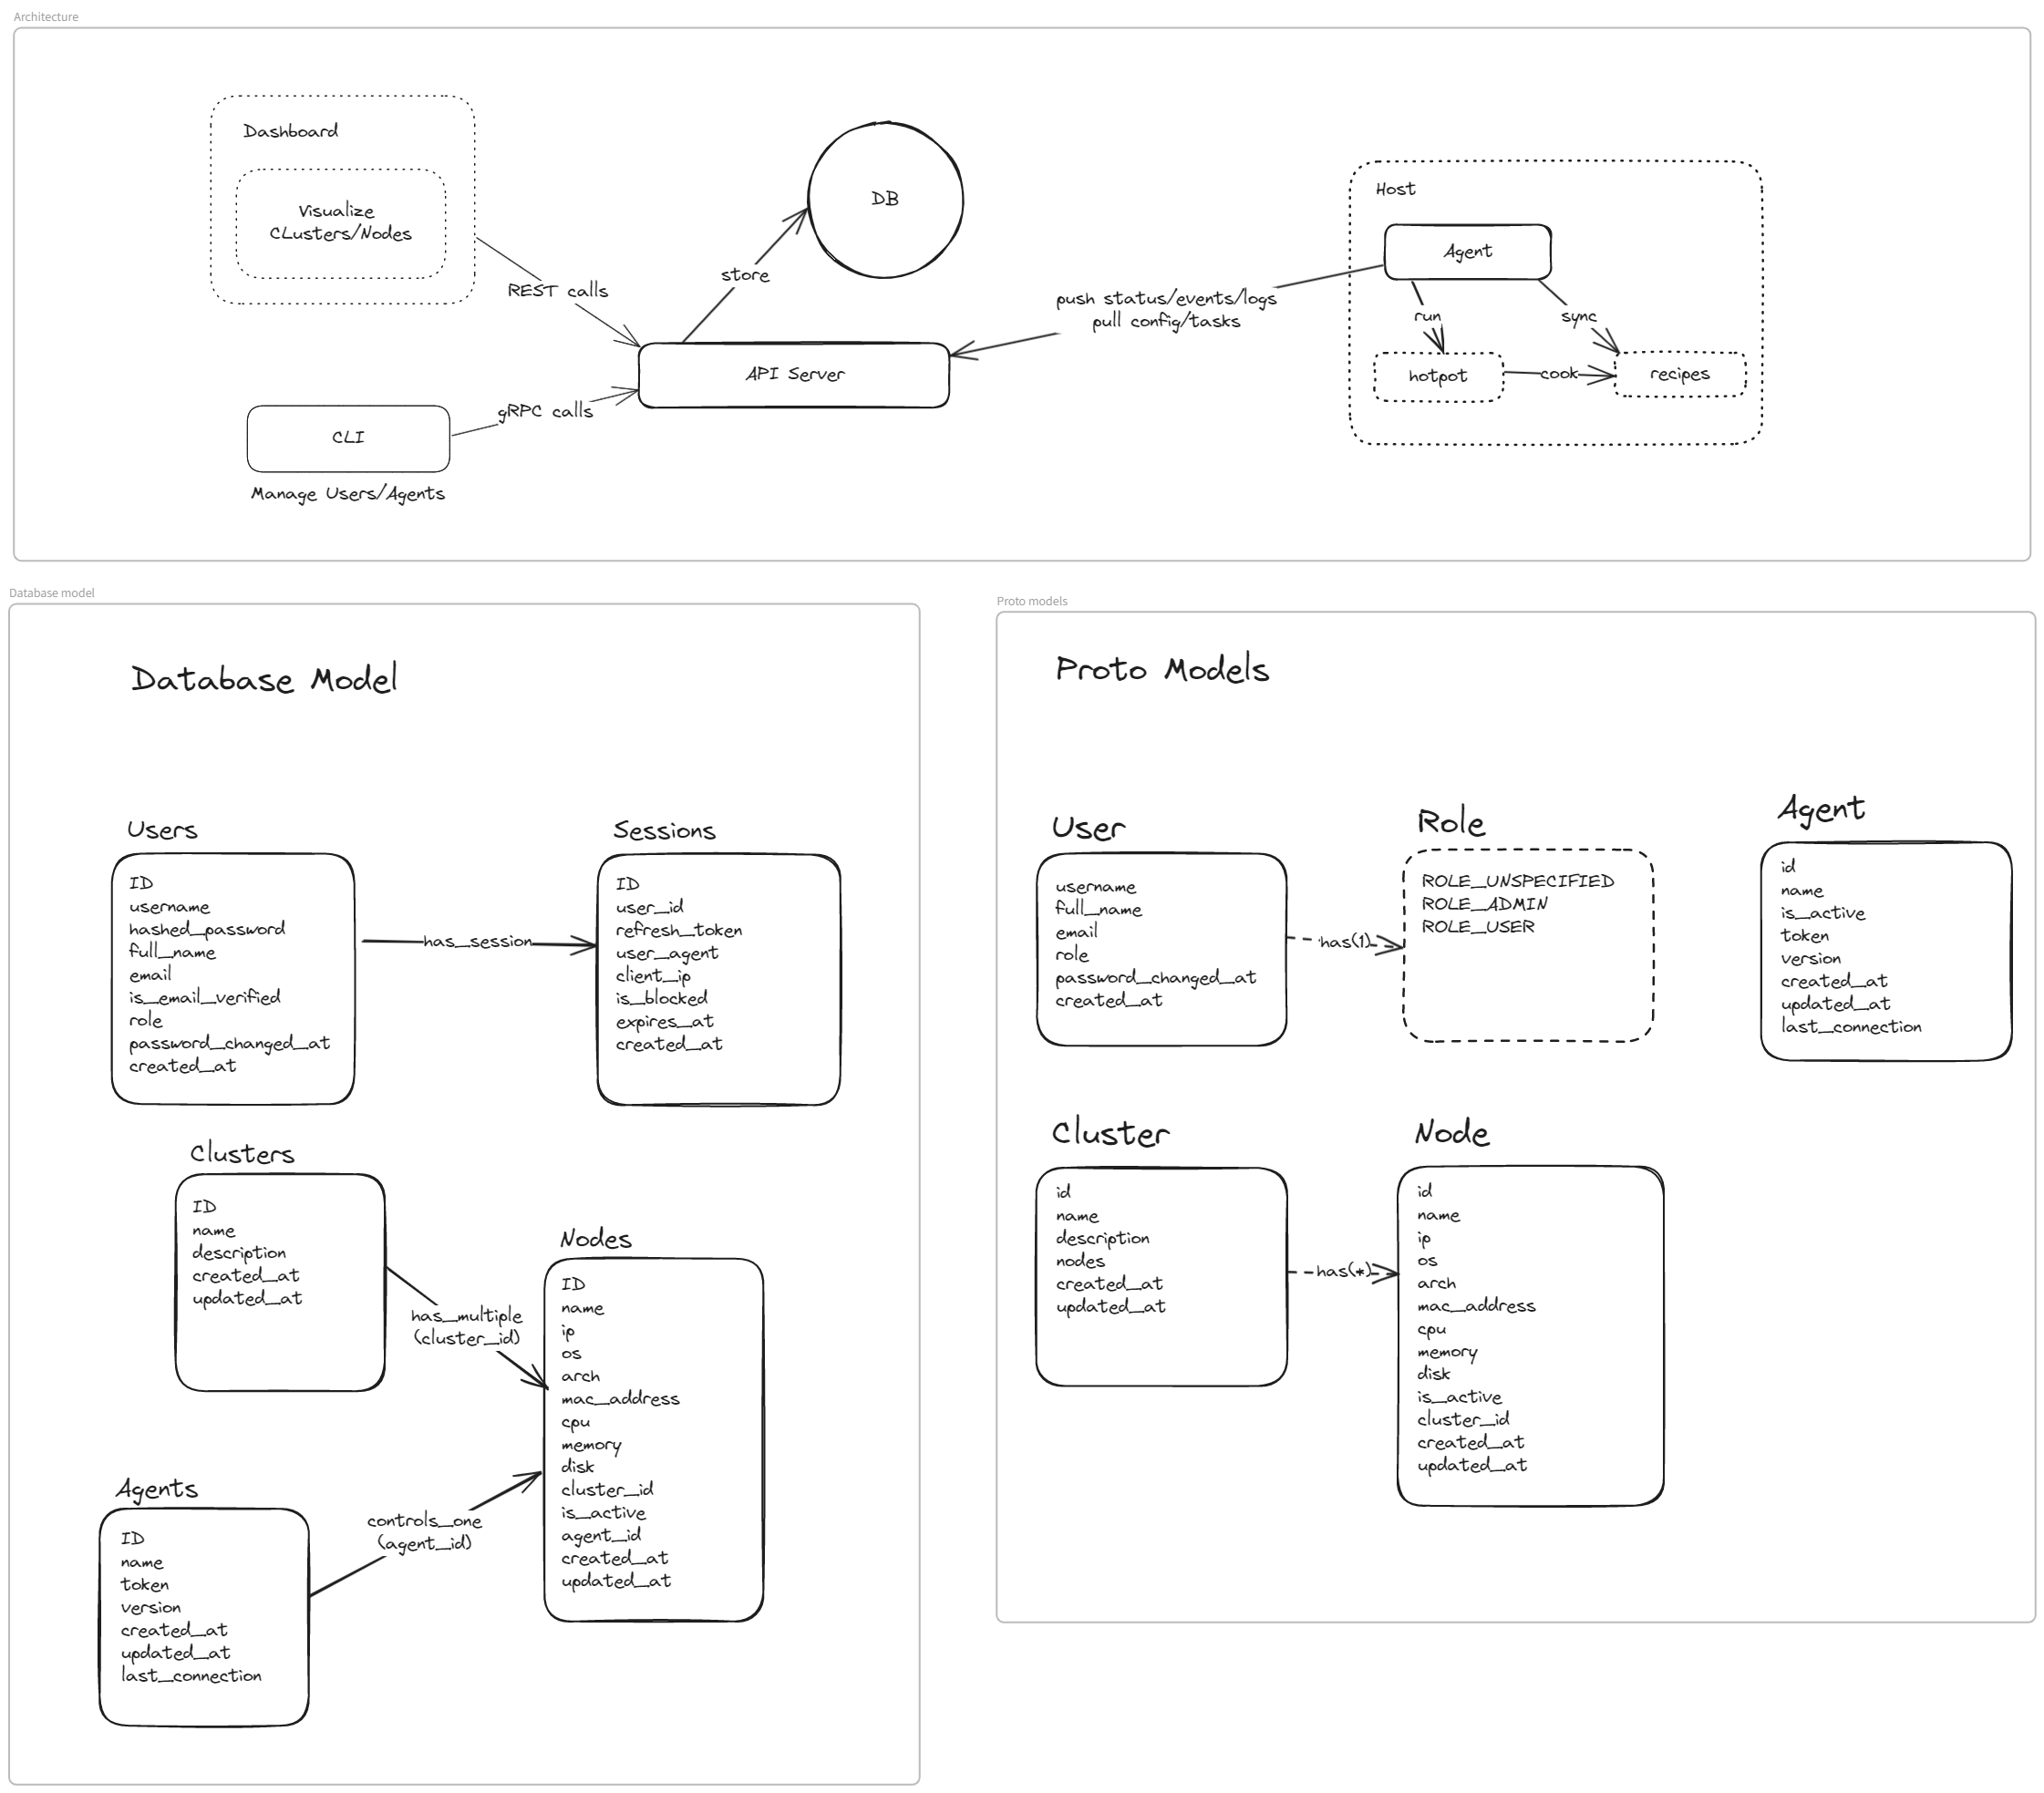 Architecture
Dashboard
Visualize
CLusters/Nodes
DB
Host
Agent
store
REST calls
push status/events/logs
pull config/tasks
run
sync
API Server
hotpot
cook
recipes
gRPC calls
CLI
Manage Users/Agents
Database model
Database Model
Users
ID
username
hashed_password
full_name
email
is_email_verified
role
password_changed_at
created_at
has_session
Sessions
ID
user_id
refresh_token
user_agent
client_ip
is_blocked
expires_at
created_at
Clusters
ID
name
description
created_at
updated_at
has_multiple
(cluster_id)
Nodes
ID
name
ip
os
arch
mac_address
cpu
memory
disk
cluster_id
is_active
agent_id
created_at
updated_at
Agents
ID
name
token
version
created_at
updated_at
last_connection
controls_one
(agent_id)
Proto models
Proto Models
User
username
full_name
email
role
password_changed_at
created_at
has(1)
Role
ROLE_UNSPECIFIED
ROLE_ADMIN
ROLE_USER
Agent
id
name
is_active
token
version
created_at
updated_at
last_connection
Cluster
id
name
description
nodes
created_at
updated_at
has(*)
Node
id
name
ip
os
arch
mac_address
cpu
memory
disk
is_active
cluster_id
created_at
updated_at